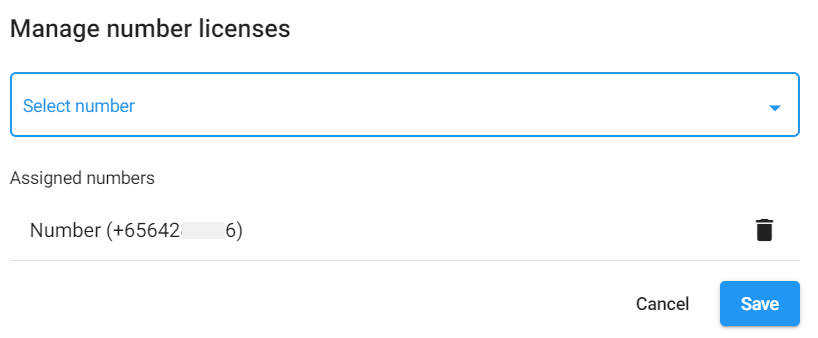 Manage number licenses
Select number
Assigned numbers
Number (+65642 6)
Cancel
Save